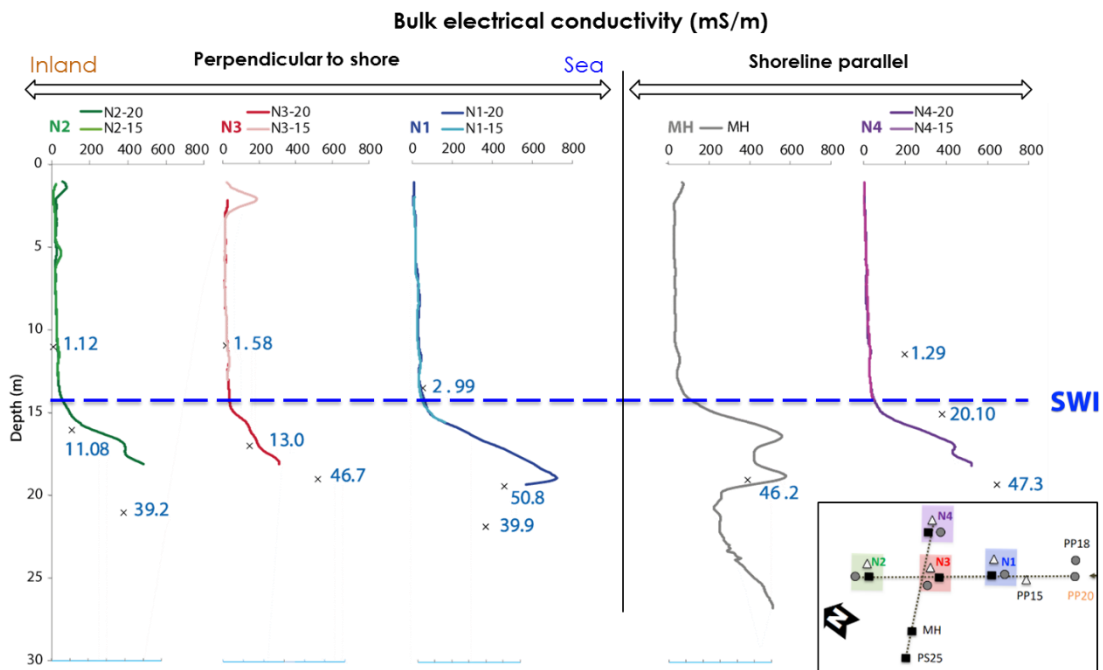 Bulk electrical conductivity (mS/m)
Inland
Perpendicular to shore
Sea
Shoreline parallel
N2
N2-20
N2-15
N3
N3-20
N3-15
N1
N1-20
N1-15
MH
MH
N4
N4-20
N4-15
0 200 400 600 800
0 200 400 600 800
0 200 400 600 800
0 200 400 600 800
0 200 400 600 800
Depth (m)
0
5
10
15
20
25
30
1.12
11.08
39.2
1.58
13.0
46.7
2.99
50.8
39.9
46.2
1.29
20.10
47.3
SWI
N4
N2
N3
N1
PP18
PP15
PP20
MH
PS25
N